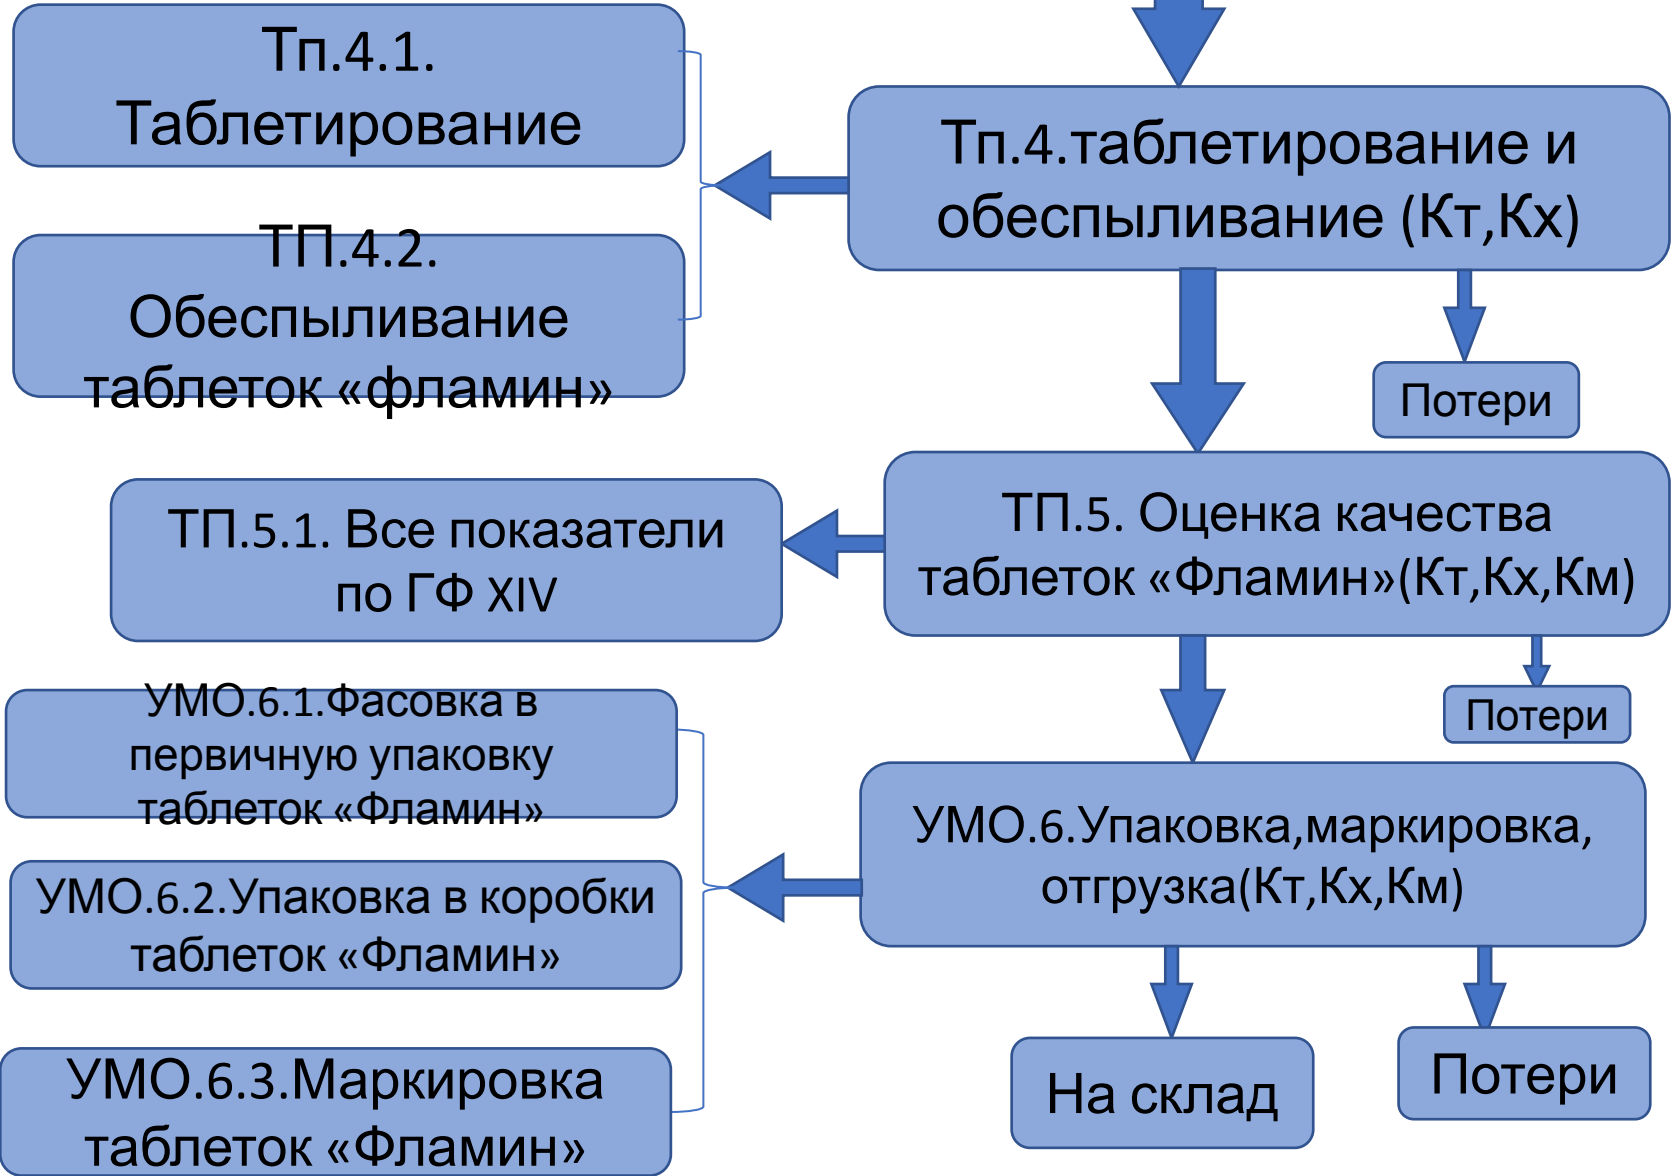 Тп.4.1.
Таблетирование
Тп.4.таблетирование и
обеспыливание (Кт,Кх)
ТП.4.2.
Обеспыливание
таблеток «фламин»
Потери
ТП.5.1. Все показатели
по ГФ XIV
ТП.5. Оценка качества
таблеток «Фламин»(Кт,Кх,Км)
Потери
УМО.6.1.Фасовка в
первичную упаковку
таблеток «Фламин»
УМО.6.Упаковка,маркировка,
отгрузка(Кт,Кх,Км)
УМО.6.2.Упаковка в коробки
таблеток «Фламин»
УМО.6.3.Маркировка
таблеток «Фламин»
На склад
Потери